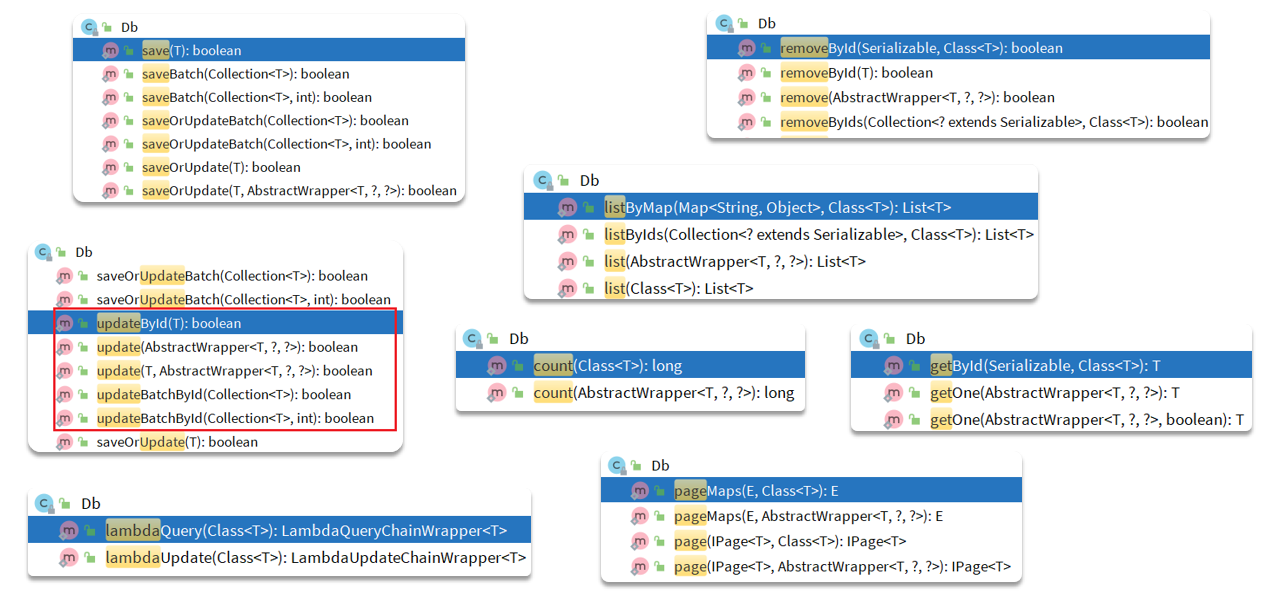 Db
save(T): boolean
saveBatch(Collection<T>): boolean
saveBatch(Collection<T>, int): boolean
saveOrUpdateBatch(Collection<T>): boolean
saveOrUpdateBatch(Collection<T>, int): boolean
saveOrUpdate(T): boolean
saveOrUpdate(T, AbstractWrapper<T, ?, ?>): boolean
Db
removeById(Serializable, Class<T>): boolean
removeById(T): boolean
remove(AbstractWrapper<T, ?, ?>): boolean
removeByIds(Collection<? extends Serializable>, Class<T>): boolean
Db
listByMap(Map<String, Object>, Class<T>): List<T>
listByIds(Collection<? extends Serializable>, Class<T>): List<T>
list(AbstractWrapper<T, ?, ?>): List<T>
list(Class<T>): List<T>
Db
saveOrUpdateBatch(Collection<T>): boolean
saveOrUpdateBatch(Collection<T>, int): boolean
updateById(T): boolean
update(AbstractWrapper<T, ?, ?>): boolean
update(T, AbstractWrapper<T, ?, ?>): boolean
updateBatchById(Collection<T>): boolean
updateBatchById(Collection<T>, int): boolean
saveOrUpdate(T): boolean
Db
count(Class<T>): long
count(AbstractWrapper<T, ?, ?>): long
Db
getById(Serializable, Class<T>): T
getOne(AbstractWrapper<T, ?, ?>): T
getOne(AbstractWrapper<T, ?, ?>, boolean): T
Db
lambdaQuery(Class<T>): LambdaQueryChainWrapper<T>
lambdaUpdate(Class<T>): LambdaUpdateChainWrapper<T>
Db
pageMaps(E, Class<T>): E
pageMaps(E, AbstractWrapper<T, ?, ?>): E
page(IPage<T>, Class<T>): IPage<T>
page(IPage<T>, AbstractWrapper<T, ?, ?>): IPage<T>